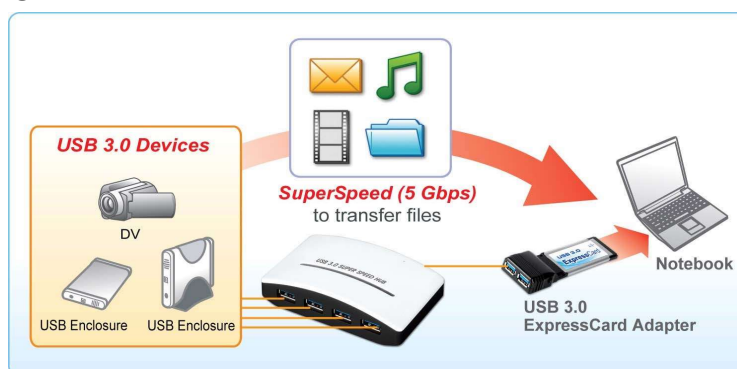 USB 3.0 Devices
DV
USB Enclosure
USB Enclosure
SuperSpeed (5 Gbps)
to transfer files
USB 3.0 SUPER SPEED HUB
USB 3.0
ExpressCard
USB 3.0
ExpressCard Adapter
Notebook